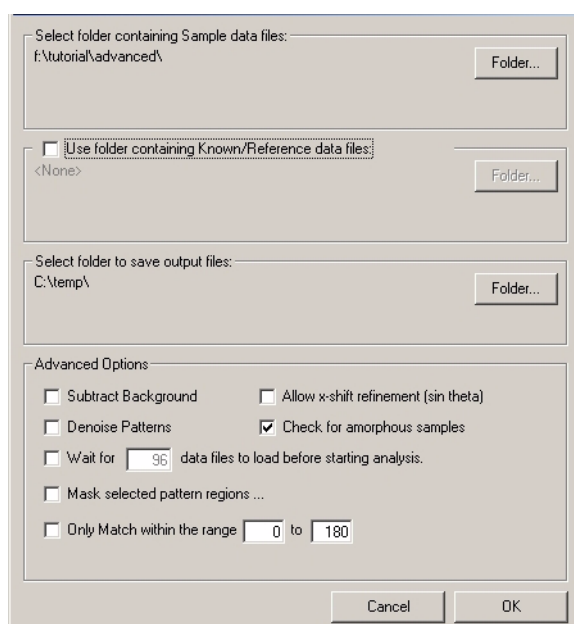 Select folder containing Sample data files:
f:\tutorial\advanced\
Folder...
Use folder containing Known/Reference data files:
<None>
Folder...
Select folder to save output files:
C:\temp\
Folder...
Advanced Options
Subtract Background
Allow x-shift refinement (sin theta)
Denoise Patterns
Check for amorphous samples
Wait for 96 data files to load before starting analysis.
Mask selected pattern regions ...
Only Match within the range 0 to 180
Cancel
OK